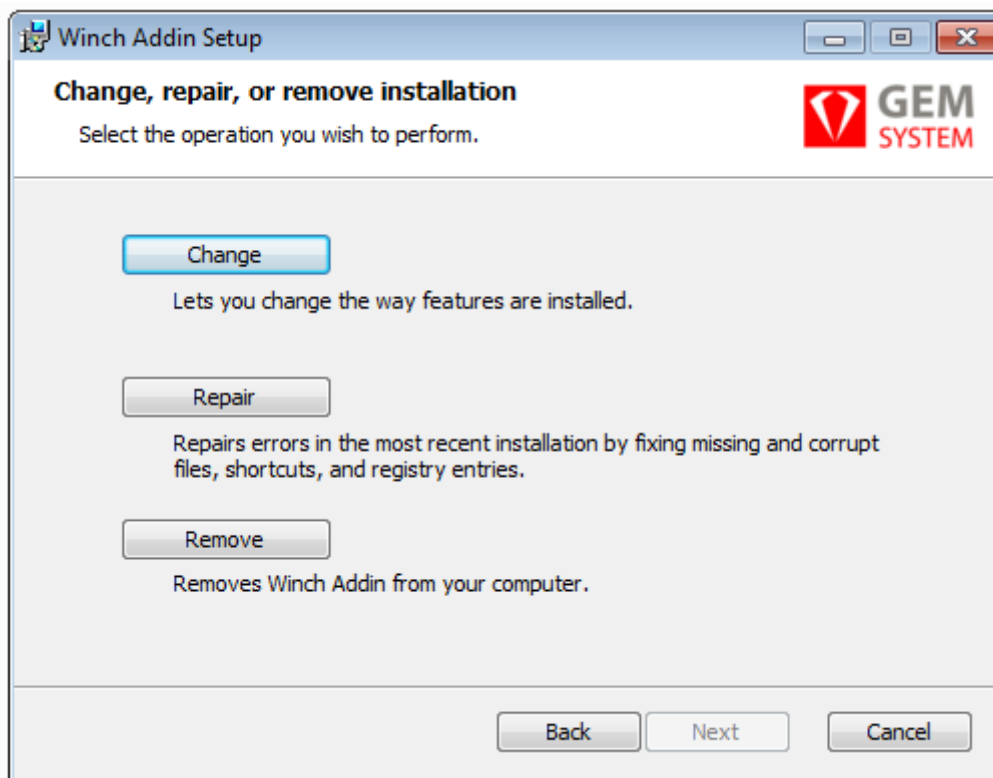 Winch Addin Setup
Change, repair, or remove installation
Select the operation you wish to perform.
GEM
SYSTEM
Change
Lets you change the way features are installed.
Repair
Repairs errors in the most recent installation by fixing missing and corrupt
files, shortcuts, and registry entries.
Remove
Removes Winch Addin from your computer.
Back Next Cancel